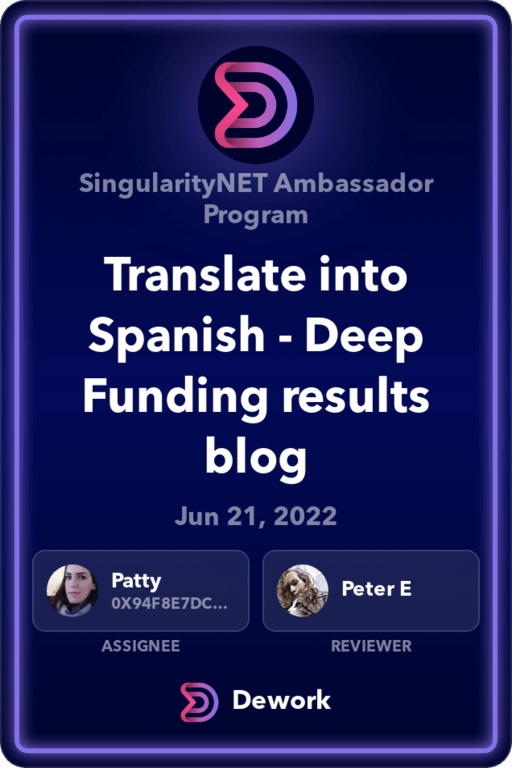 SingularityNET Ambassador
Program
Translate into
Spanish - Deep
Funding results
blog
Jun 21, 2022
Patty
0X94F8E7DC...
Peter E
ASSIGNEE
REVIEWER
Dework